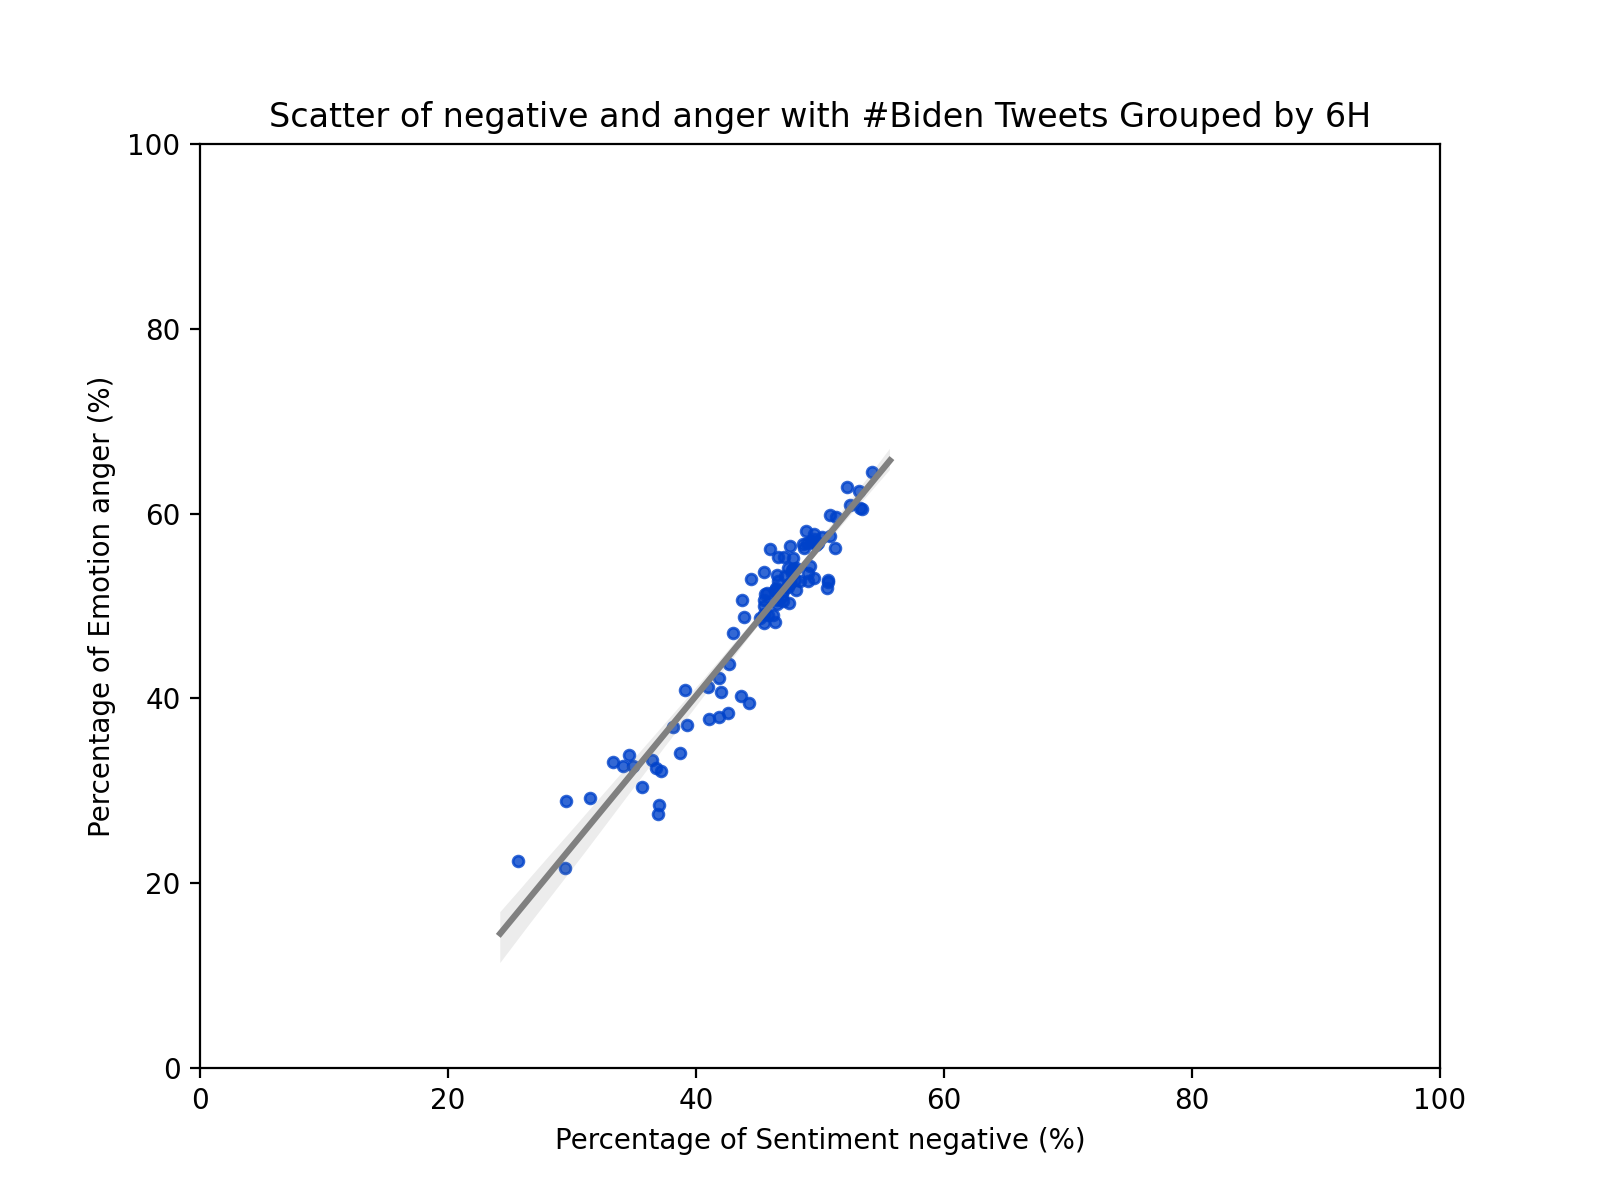 Scatter of negative and anger with #Biden Tweets Grouped by 6H
100
80
60
40
20
0
Percentage of Emotion anger (%)
0 20 40 60 80 100
Percentage of Sentiment negative (%)